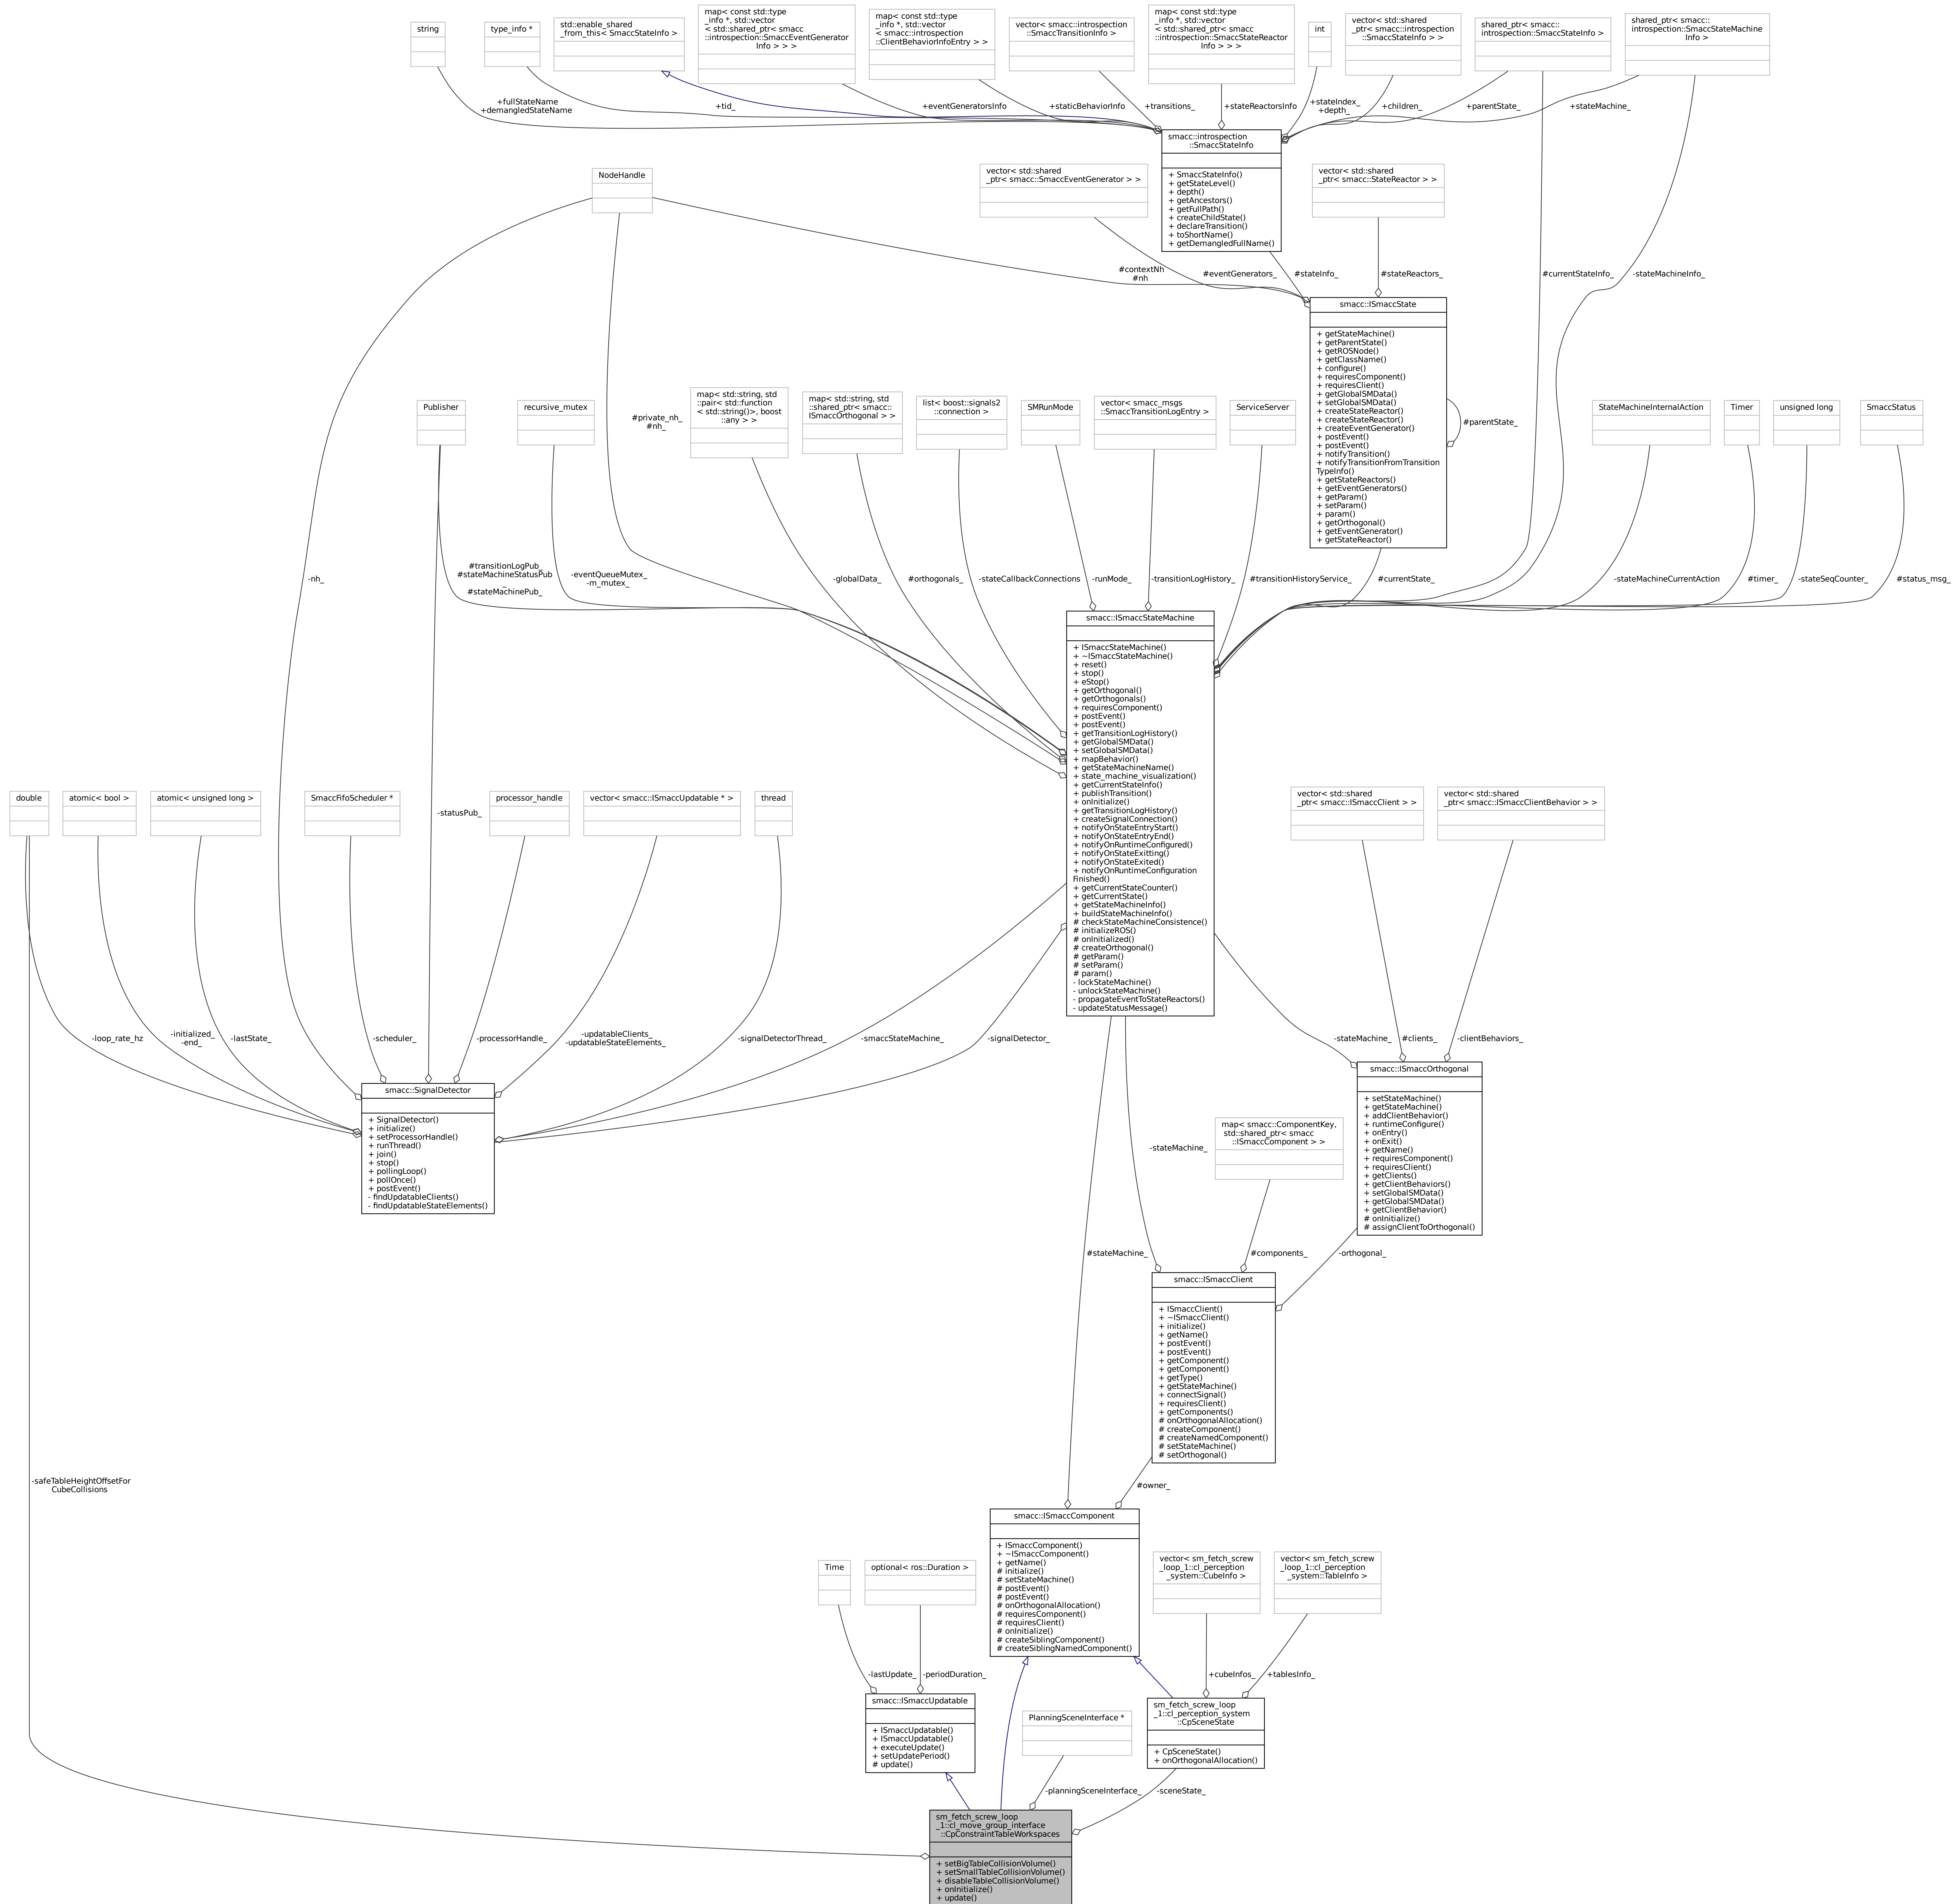 string
type_info *
std::enable_shared
_from_this< SmaccStateInfo >
map< const std::type
_info *, std::vector
< std::shared_ptr< smacc
::introspection::SmaccEventGenerator
Info > > >
map< const std::type
_info *, std::vector
< smacc::introspection
::ClientBehaviorInfoEntry > >
vector< smacc::introspection
::SmaccTransitionInfo >
map< const std::type
_info *, std::vector
< std::shared_ptr< smacc
::introspection::SmaccStateReactor
Info > > >
int
vector< std::shared
_ptr< smacc::introspection
::SmaccStateInfo > >
shared_ptr< smacc::
introspection::SmaccStateInfo >
shared_ptr< smacc::
introspection::SmaccStateMachine
Info >
+fullStateName
+demangledStateName
+tid_
+eventGeneratorsInfo
+staticBehaviorInfo
+transitions_
+stateReactorsInfo
+stateIndex_
+depth_
+children_
+parentState_
+stateMachine_
smacc::introspection
::SmaccStateInfo
+ SmaccStateInfo()
+ getStateLevel()
+ depth()
+ getAncestors()
+ getFullPath()
+ createChildState()
+ declareTransition()
+ toShortName()
+ getDemangledFullName()
NodeHandle
vector< std::shared
_ptr< smacc::SmaccEventGenerator > >
vector< std::shared
_ptr< smacc::StateReactor > >
#contextNh
#nh
#eventGenerators_
#stateInfo_
#stateReactors_
#currentStateInfo_
-stateMachineInfo_
smacc::ISmaccState
+ getStateMachine()
+ getParentState()
+ getROSNode()
+ getClassName()
+ configure()
+ requiresComponent()
+ requiresClient()
+ getGlobalSMData()
+ setGlobalSMData()
+ createStateReactor()
+ createStateReactor()
+ createEventGenerator()
+ postEvent()
+ postEvent()
+ notifyTransition()
+ notifyTransitionFromTransition
TypeInfo()
+ getStateReactors()
+ getEventGenerators()
+ getParam()
+ setParam()
+ param()
+ getOrthogonal()
+ getEventGenerator()
+ getStateReactor()
#parentState_
Publisher
recursive_mutex
#private_nh_
#nh_
map< std::string, std
::pair< std::function
< std::string()>, boost
::any > >
map< std::string, std
::shared_ptr< smacc::
ISmaccOrthogonal > >
list< boost::signals2
::connection >
SMRunMode
vector< smacc_msgs
::SmaccTransitionLogEntry >
ServiceServer
StateMachineInternalAction
Timer
unsigned long
SmaccStatus
-nh_
#transitionLogPub_
#stateMachineStatusPub
_
#stateMachinePub_
-eventQueueMutex_
-m_mutex_
-globalData_
#orthogonals_
-stateCallbackConnections
-runMode_
-transitionLogHistory_
#transitionHistoryService_
#currentState_
-stateMachineCurrentAction
#timer_
-stateSeqCounter_
#status_msg_
smacc::ISmaccStateMachine
+ ISmaccStateMachine()
+ ~ISmaccStateMachine()
+ reset()
+ stop()
+ eStop()
+ getOrthogonal()
+ getOrthogonals()
+ requiresComponent()
+ postEvent()
+ postEvent()
+ getTransitionLogHistory()
+ getGlobalSMData()
+ setGlobalSMData()
+ mapBehavior()
+ getStateMachineName()
+ state_machine_visualization()
+ getCurrentStateInfo()
+ publishTransition()
+ onInitialize()
+ getTransitionLogHistory()
+ createSignalConnection()
+ notifyOnStateEntryStart()
+ notifyOnStateEntryEnd()
+ notifyOnRuntimeConfigured()
+ notifyOnStateExitting()
+ notifyOnStateExited()
+ notifyOnRuntimeConfiguration
Finished()
+ getCurrentStateCounter()
+ getCurrentState()
+ getStateMachineInfo()
+ buildStateMachineInfo()
# checkStateMachineConsistence()
# initializeROS()
# onInitialized()
# createOrthogonal()
# getParam()
# setParam()
# param()
- lockStateMachine()
- unlockStateMachine()
- propagateEventToStateReactors()
- updateStatusMessage()
double
atomic< bool >
atomic< unsigned long >
SmaccFifoScheduler *
-statusPub_
processor_handle
vector< smacc::ISmaccUpdatable * >
thread
vector< std::shared
_ptr< smacc::ISmaccClient > >
vector< std::shared
_ptr< smacc::ISmaccClientBehavior > >
-loop_rate_hz
-initialized_
-end_
-lastState_
-scheduler_
-processorHandle_
-updatableClients_
-updatableStateElements_
-signalDetectorThread_
-smaccStateMachine_
-signalDetector_
-stateMachine_
#clients_
-clientBehaviors_
smacc::SignalDetector
+ SignalDetector()
+ initialize()
+ setProcessorHandle()
+ runThread()
+ join()
+ stop()
+ pollingLoop()
+ pollOnce()
+ postEvent()
- findUpdatableClients()
- findUpdatableStateElements()
smacc::ISmaccOrthogonal
+ setStateMachine()
+ getStateMachine()
+ addClientBehavior()
+ runtimeConfigure()
+ onEntry()
+ onExit()
+ getName()
+ requiresComponent()
+ requiresClient()
+ getClients()
+ getClientBehaviors()
+ setGlobalSMData()
+ getGlobalSMData()
+ getClientBehavior()
# onInitialize()
# assignClientToOrthogonal()
-stateMachine_
map< smacc::ComponentKey,
std::shared_ptr< smacc
::ISmaccComponent > >
#stateMachine_
#components_
-orthogonal_
smacc::ISmaccClient
+ ISmaccClient()
+ ~ISmaccClient()
+ initialize()
+ getName()
+ postEvent()
+ postEvent()
+ getComponent()
+ getComponent()
+ getType()
+ getStateMachine()
+ connectSignal()
+ requiresClient()
+ getComponents()
# onOrthogonalAllocation()
# createComponent()
# createNamedComponent()
# setStateMachine()
# setOrthogonal()
-safeTableHeightOffsetFor
CubeCollisions
#owner_
smacc::ISmaccComponent
+ ISmaccComponent()
+ ~ISmaccComponent()
+ getName()
# initialize()
# setStateMachine()
# postEvent()
# postEvent()
# onOrthogonalAllocation()
# requiresComponent()
# requiresClient()
# onInitialize()
# createSiblingComponent()
# createSiblingNamedComponent()
Time
optional< ros::Duration >
vector< sm_fetch_screw
_loop_1::cl_perception
_system::CubeInfo >
vector< sm_fetch_screw
_loop_1::cl_perception
_system::TableInfo >
-lastUpdate_
-periodDuration_
+cubeInfos_
+tablesInfo_
smacc::ISmaccUpdatable
+ ISmaccUpdatable()
+ ISmaccUpdatable()
+ executeUpdate()
+ setUpdatePeriod()
# update()
PlanningSceneInterface *
sm_fetch_screw_loop
_1::cl_perception_system
::CpSceneState
+ CpSceneState()
+ onOrthogonalAllocation()
-planningSceneInterface_
-sceneState_
sm_fetch_screw_loop
_1::cl_move_group_interface
::CpConstraintTableWorkspaces
+ setBigTableCollisionVolume()
+ setSmallTableCollisionVolume()
+ disableTableCollisionVolume()
+ onInitialize()
+ update()